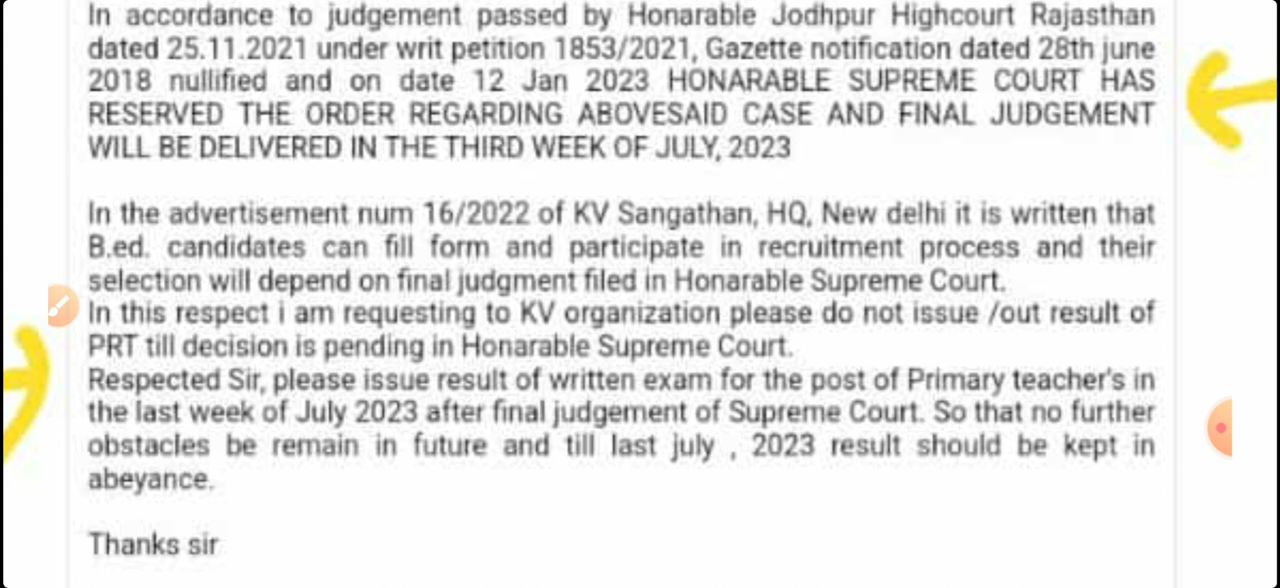 In accordance to judgement passed by Honarable Jodhpur Highcourt Rajasthan
dated 25.11.2021 under writ petition 1853/2021, Gazette notification dated 28th june
2018 nullified and on date 12 Jan 2023 HONARABLE SUPREME COURT HAS
RESERVED THE ORDER REGARDING ABOVESAID CASE AND FINAL JUDGEMENT
WILL BE DELIVERED IN THE THIRD WEEK OF JULY, 2023
In the advertisement num 16/2022 of KV Sangathan, HQ, New delhi it is written that
B.ed. candidates can fill form and participate in recruitment process and their
selection will depend on final judgment filed in Honarable Supreme Court.
In this respect i am requesting to KV organization please do not issue /out result of
PRT till decision is pending in Honarable Supreme Court.
Respected Sir, please issue result of written exam for the post of Primary teacher's in
the last week of July 2023 after final judgement of Supreme Court. So that no further
obstacles be remain in future and till last july , 2023 result should be kept in
abeyance.
Thanks sir